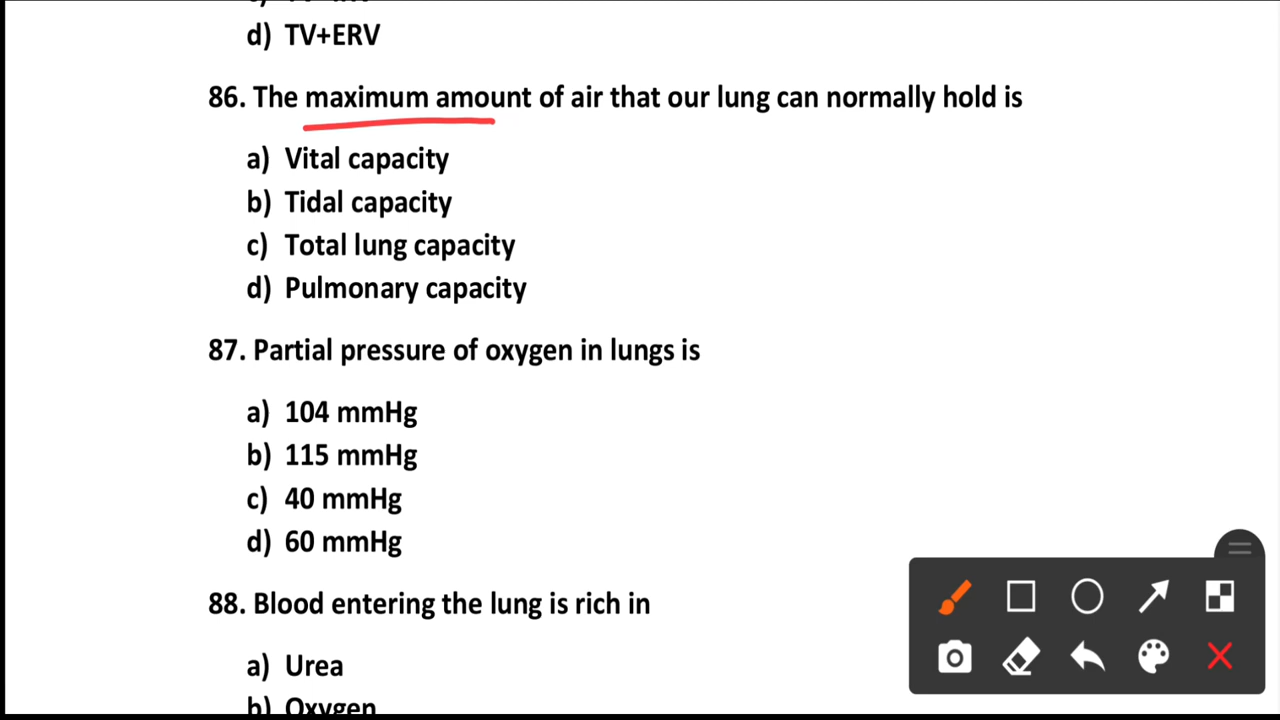 d) TV+ERV
86. The maximum amount of air that our lung can normally hold is
a) Vital capacity
b) Tidal capacity
c) Total lung capacity
d) Pulmonary capacity
87. Partial pressure of oxygen in lungs is
a) 104 mmHg
b) 115 mmHg
c) 40 mmHg
d) 60 mmHg
88. Blood entering the lung is rich in
a) Urea
b) Oxygen